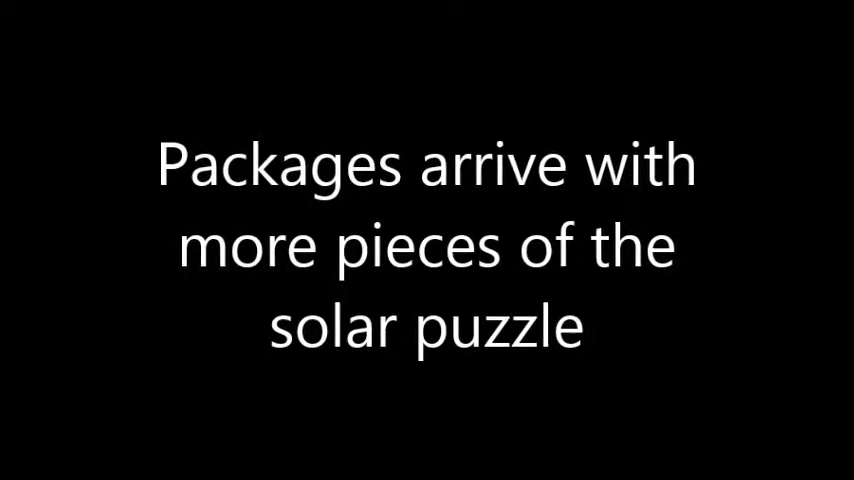 Packages arrive with
more pieces of the
solar puzzle